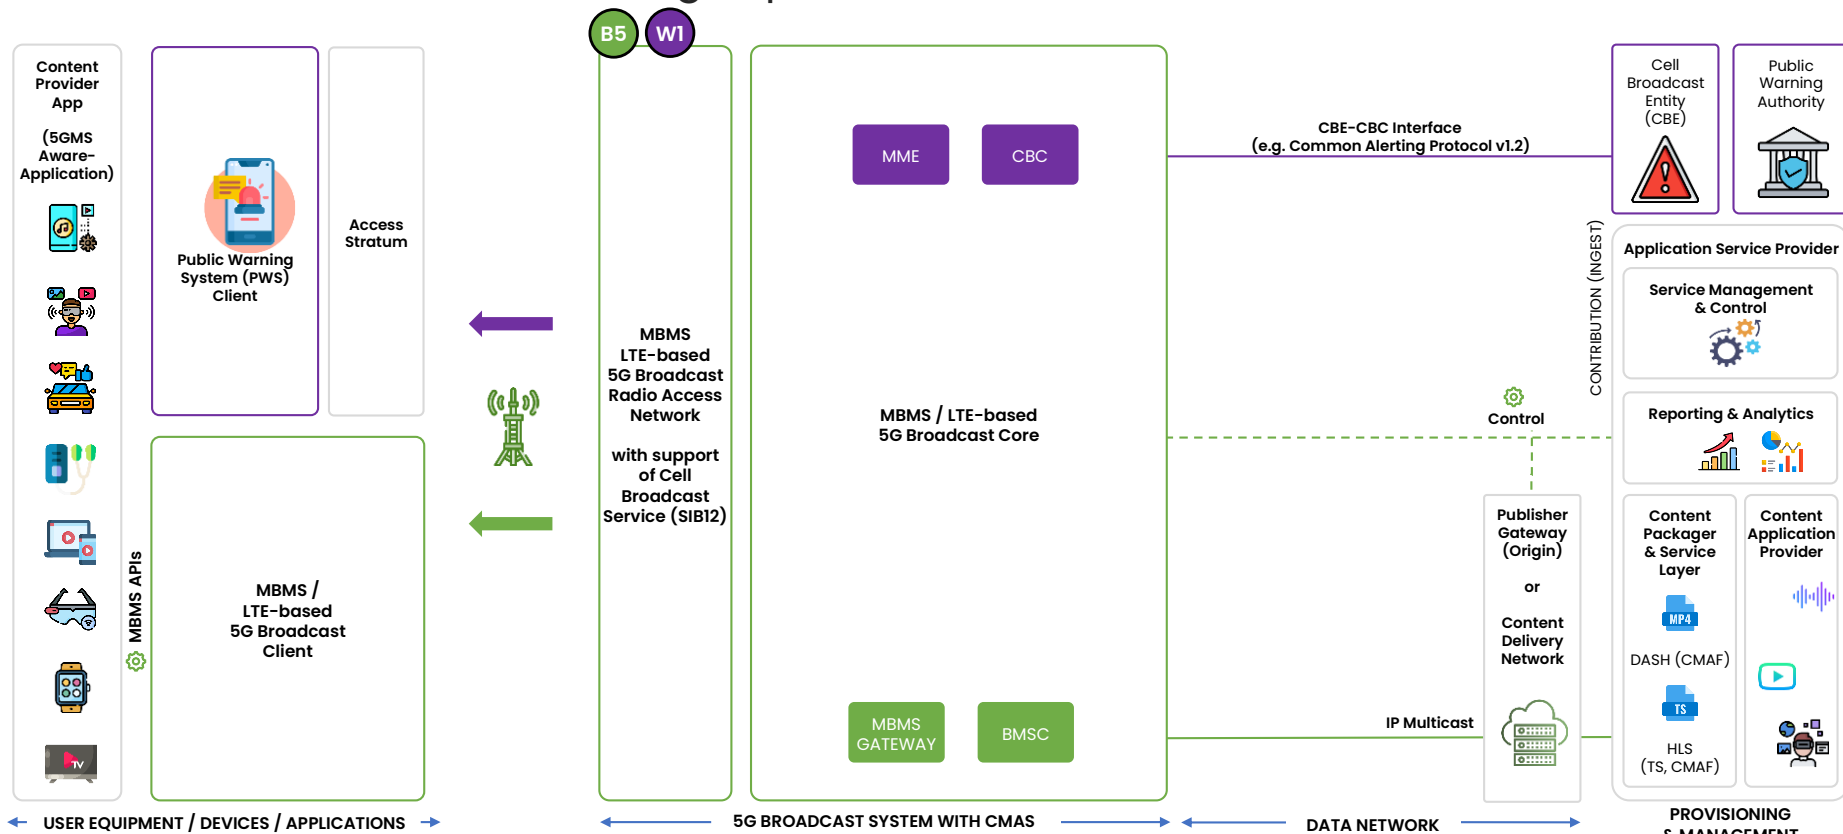 B5
W1
Content
Provider
App
(5GMS
Aware-
Application)
Public Warning
System (PWS)
Client
Access
Stratum
MBMS APIs
MBMS /
LTE-based
5G Broadcast
Client
TV
MBMS
LTE-based
5G Broadcast
Radio Access
Network
with support
of Cell
Broadcast
Service (SIB12)
MME
CBC
MBMS / LTE-based
5G Broadcast Core
MBMS
GATEWAY
BMSC
CBE-CBC Interface
(e.g. Common Alerting Protocol v1.2)
Control
Publisher
Gateway
(Origin)
or
Content
Delivery
Network
IP Multicast
CONTRIBUTION (INGEST)
Cell
Broadcast
Entity
(CBE)
Public
Warning
Authority
Application Service Provider
Service Management
& Control
Reporting & Analytics
Content
Packager
& Service
Layer
MP4
DASH (CMAF)
TS
HLS
(TS, CMAF)
Content
Application
Provider
USER EQUIPMENT / DEVICES / APPLICATIONS
5G BROADCAST SYSTEM WITH CMAS
DATA NETWORK
PROVISIONING
& MANAGEMENT